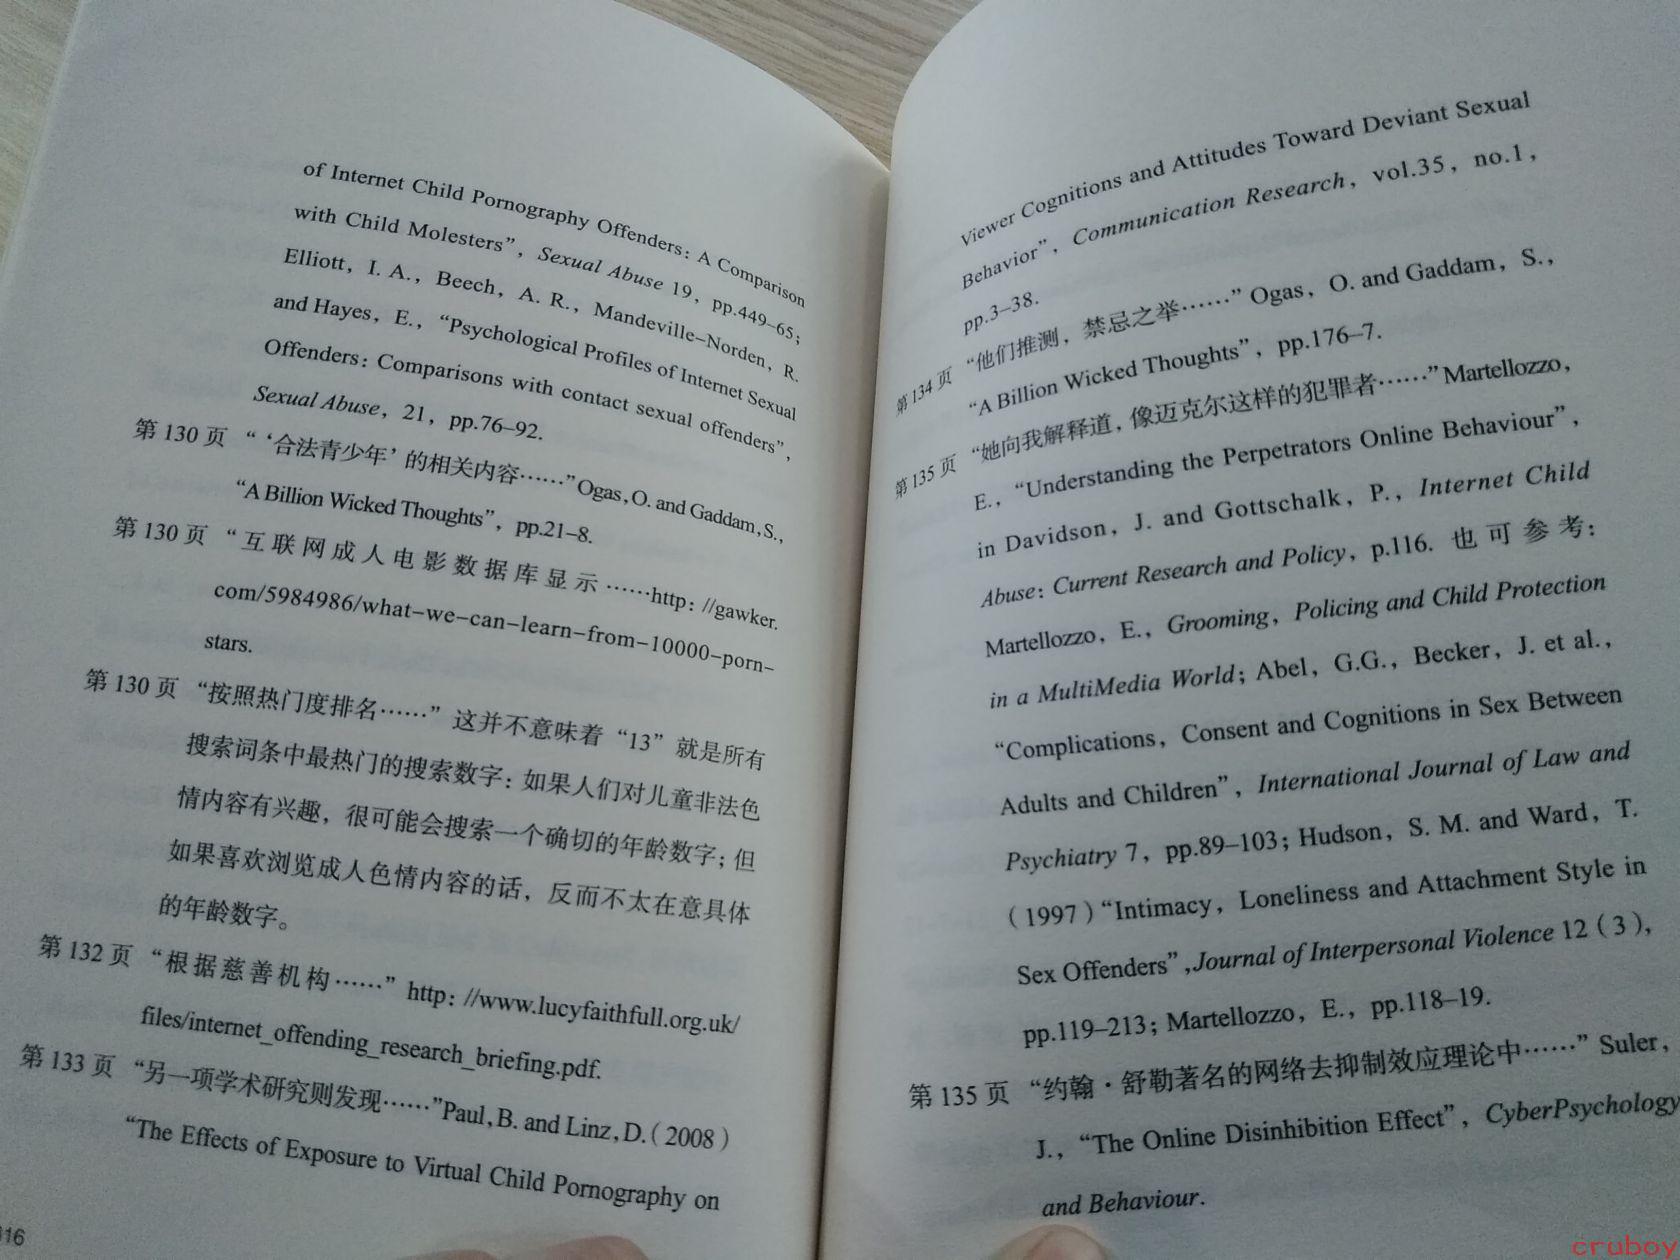 of Internet Child Pornography Offenders: A Comparison
with Child Molesters”, Sexual Abuse 19, pp.449–65;
Elliott, I. A., Beech, A. R., Mandeville–Norden, R.
and Hayes, E., “Psychological Profiles of Internet Sexual
Offenders: Comparisons with contact sexual offenders”,
Sexual Abuse, 21, pp.76–92.
第 130 页 “‘合法青少年’的相关内容……”Ogas,O. and Gaddam,S.,
“A Billion Wicked Thoughts”, pp.21–8.
第 130 页 “互联网成人电影数据库显示……http: //gawker.
com/5984986/what–we–can–learn–from–10000–porn–
stars.
第 130 页 “按照热门度排名……” 这并不意味着“13”就是所有
搜索词条中最热门的搜索数字：如果人们对儿童非法色
情内容有兴趣，很可能会搜索一个确切的年龄数字；但
如果喜欢浏览成人色情内容的话，反而不太在意具体
的年龄数字。
第 132 页 “根据慈善机构……” http: //www.lucyfaithfull.org.uk/
files/internet_offending_research_briefing.pdf.
第 133 页 “另一项学术研究则发现……”Paul, B. and Linz, D.（2008）
“The Effects of Exposure to Virtual Child Pornography on
316
Viewer Cognitions and Attitudes Toward Deviant Sexual
Behavior”, Communication Research, vol.35, no.1,
pp.3–38.
第 134 页 “他们推测，禁忌之举……” Ogas, O. and Gaddam, S.,
“A Billion Wicked Thoughts”, pp.176–7.
第 135 页 “她向我解释道，像迈克尔这样的犯罪者……” Martellozzo,
E., “Understanding the Perpetrators Online Behaviour”,
in Davidson, J. and Gottschalk, P., Internet Child
Abuse: Current Research and Policy, p.116. 也可参考：
Martellozzo, E., Grooming, Policing and Child Protection
in a MultiMedia World; Abel, G.G., Becker, J. et al.,
“Complications, Consent and Cognitions in Sex Between
Adults and Children”, International Journal of Law and
Psychiatry 7, pp.89–103; Hudson, S. M. and Ward, T.
（1997）“Intimacy, Loneliness and Attachment Style in
Sex Offenders”,Journal of Interpersonal Violence 12（3）,
pp.119–213; Martellozzo, E., pp.118–19.
第 135 页 “约翰·舒勒著名的网络去抑制效应理论中……” Suler,
J., “The Online Disinhibition Effect”, CyberPsychology
and Behaviour.
cruboy